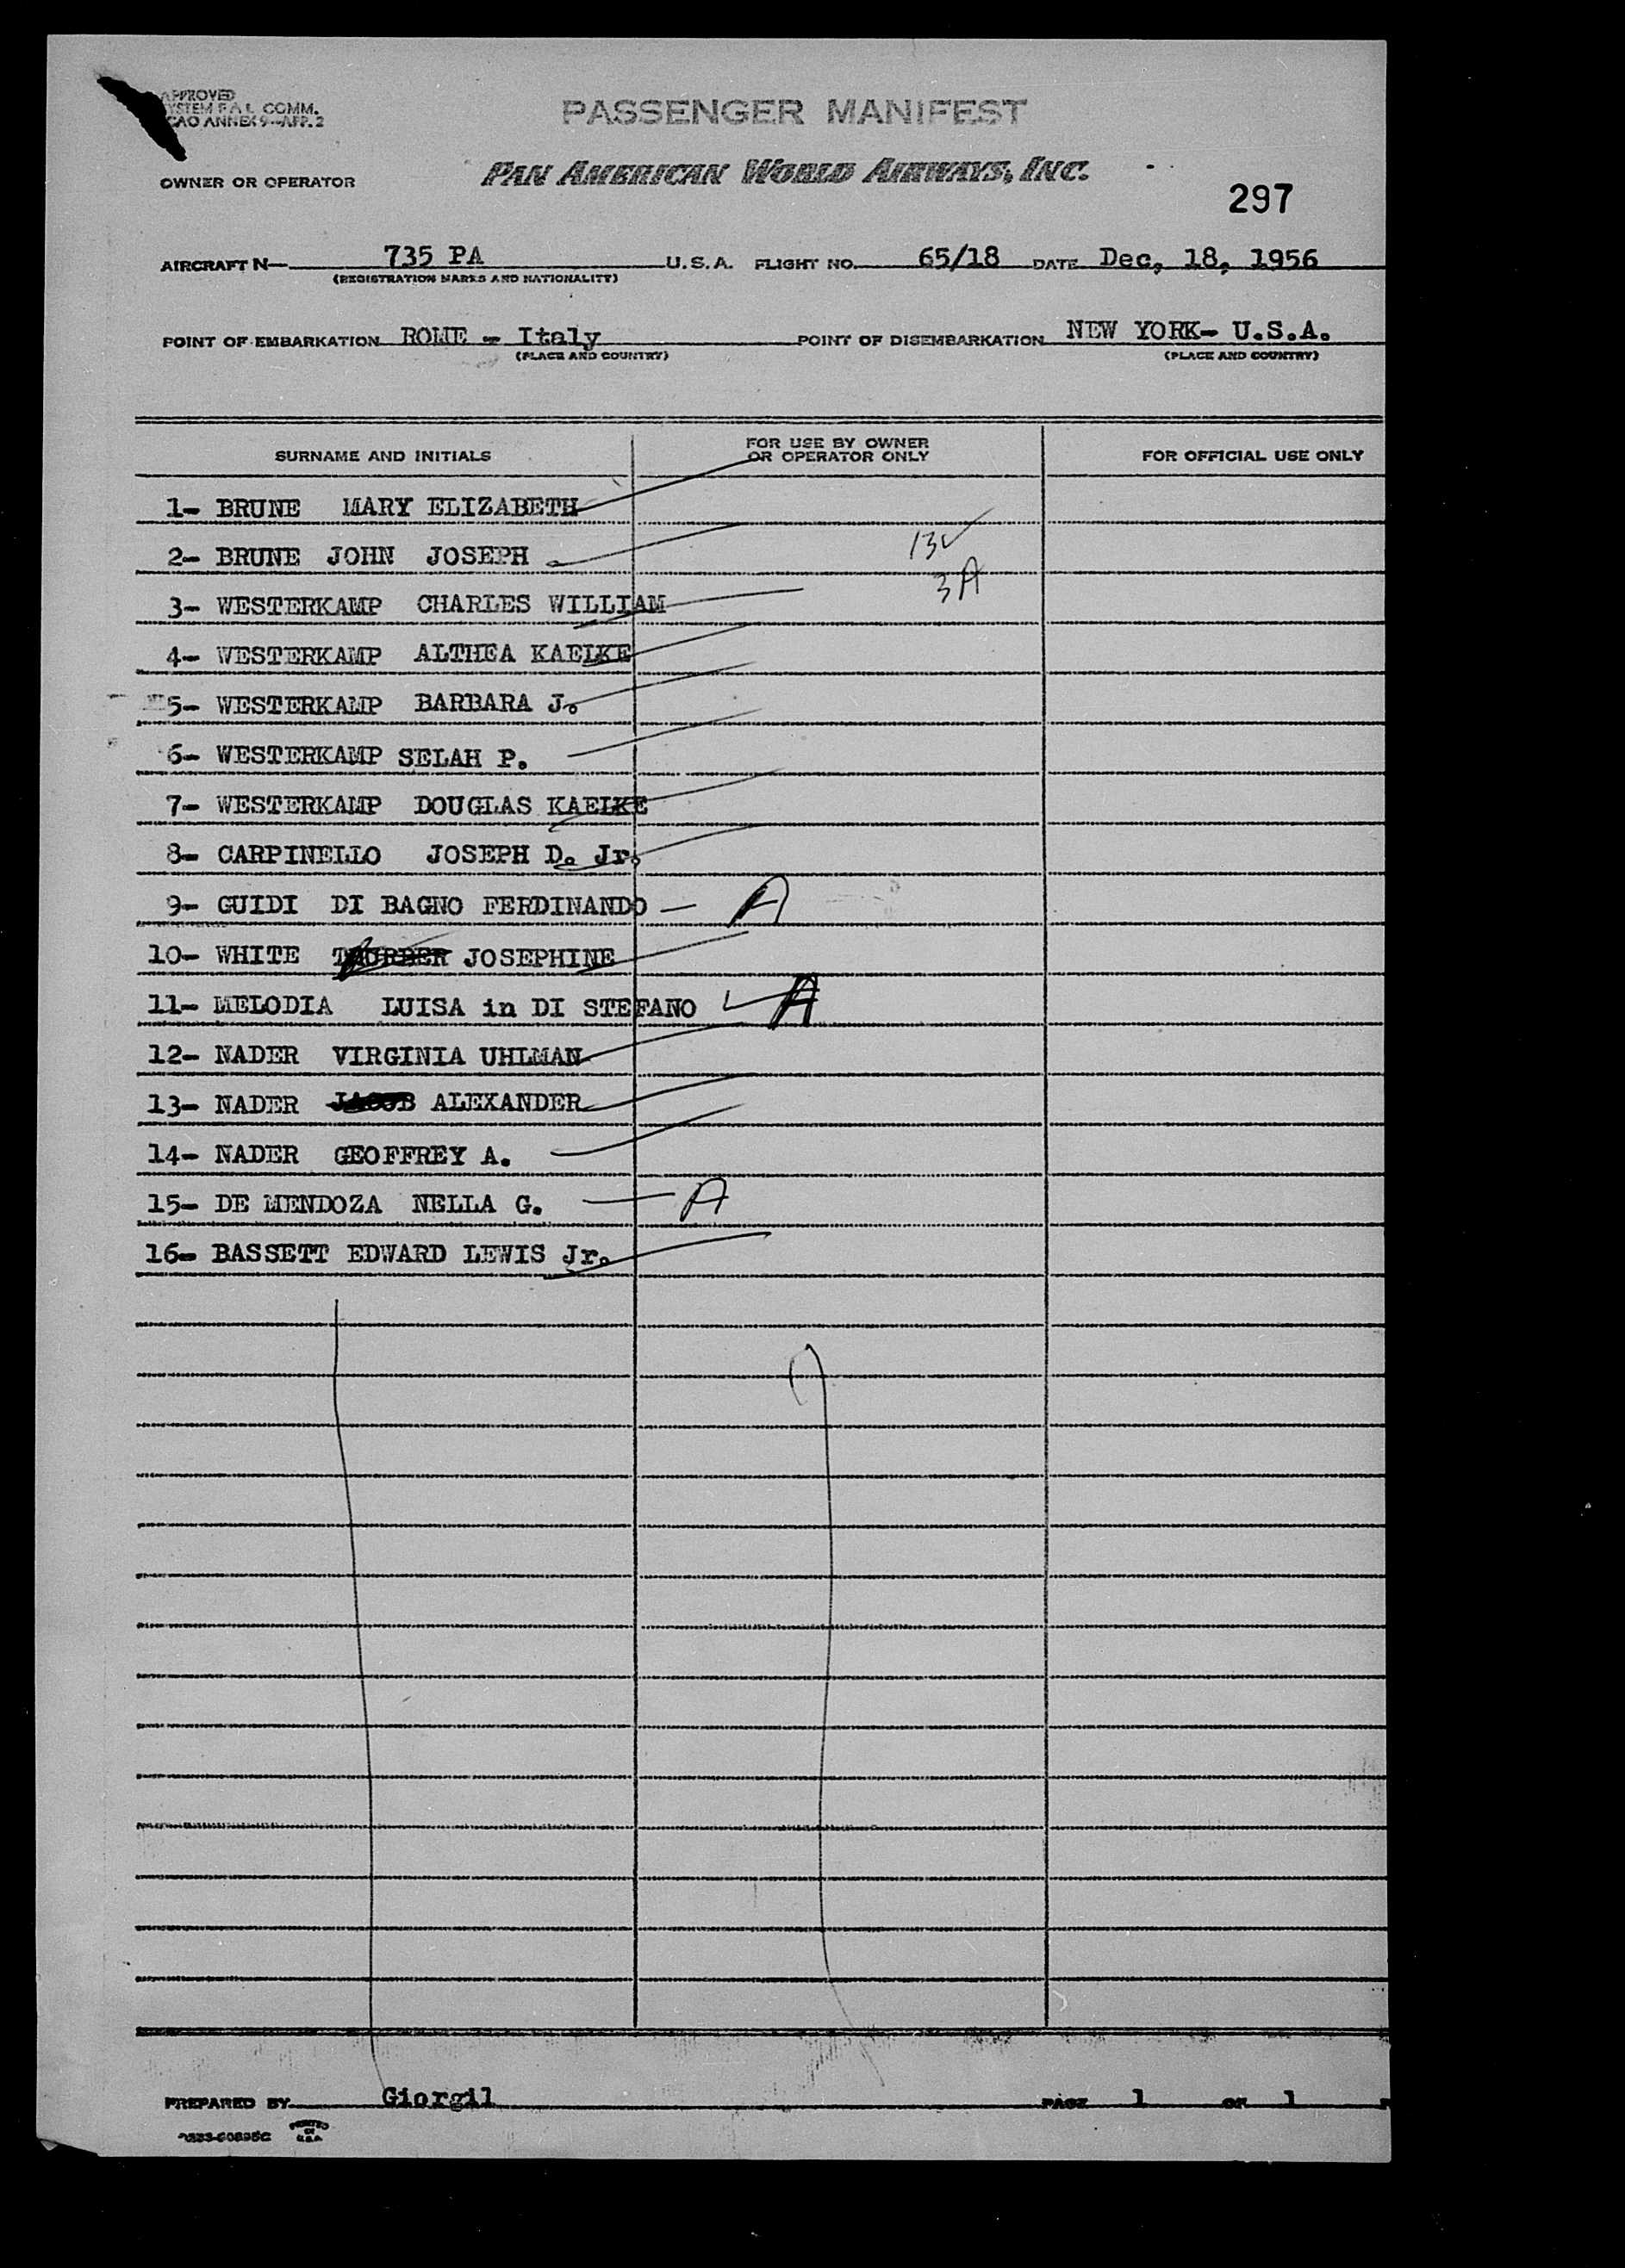 APPROVED
YSTEM F.A.L. COMM.
CAO ANNEX 9-APP. 2
PASSENGER MANIFEST
OWNER OR OPERATOR PAN AMERICAN WORLD AIRWAYS, INC.
297
AIRCRAFT N— 735 PA U.S.A. FLIGHT NO. 65/18 DATE Dec, 18, 1956
(REGISTRATION MARKS AND NATIONALITY)
POINT OF EMBARKATION ROME - Italy POINT OF DISEMBARKATION NEW YORK- U.S.A.
(PLACE AND COUNTRY) (PLACE AND COUNTRY)
SURNAME AND INITIALS FOR USE BY OWNER OR OPERATOR ONLY FOR OFFICIAL USE ONLY
1- BRUNE MARY ELIZABETH
2- BRUNE JOHN JOSEPH 13✓
3- WESTERKAMP CHARLES WILLIAM 3A
4- WESTERKAMP ALTHEA KAELKE
5- WESTERKAMP BARBARA J.
6- WESTERKAMP SELAH P.
7- WESTERKAMP DOUGLAS KAELKE
8- CARPINELLO JOSEPH D. Jr.
9- GUIDI DI BAGNO FERDINANDO — A
10- WHITE THURBER JOSEPHINE
11- MELODIA LUISA in DI STEFANO ✓ A
12- NADER VIRGINIA UHLMAN
13- NADER JACOB ALEXANDER
14- NADER GEOFFREY A.
15- DE MENDOZA NELLA G. — A
16- BASSETT EDWARD LEWIS Jr.
PREPARED BY Giorgil PAGE 1 OF 1
PRINTED
IN
U.S.A.